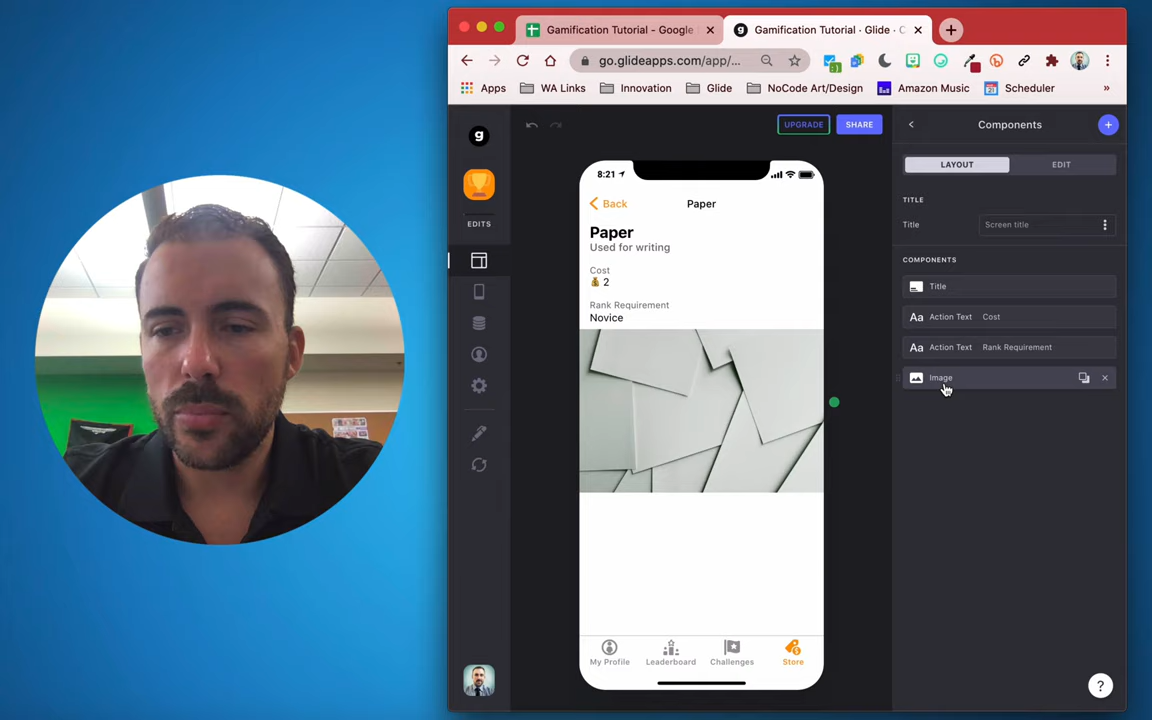 Gamification Tutorial - Google
Gamification Tutorial · Glide · C
go.glideapps.com/app/...
Apps
WA Links
Innovation
Glide
NoCode Art/Design
Amazon Music
Scheduler
»
g
EDITS
UPGRADE
SHARE
8:21
Back
Paper
Paper
Used for writing
Cost
💰 2
Rank Requirement
Novice
My Profile
Leaderboard
Challenges
Store
Components
LAYOUT
EDIT
TITLE
Title
Screen title
COMPONENTS
Title
Aa Action Text Cost
Aa Action Text Rank Requirement
Image
?